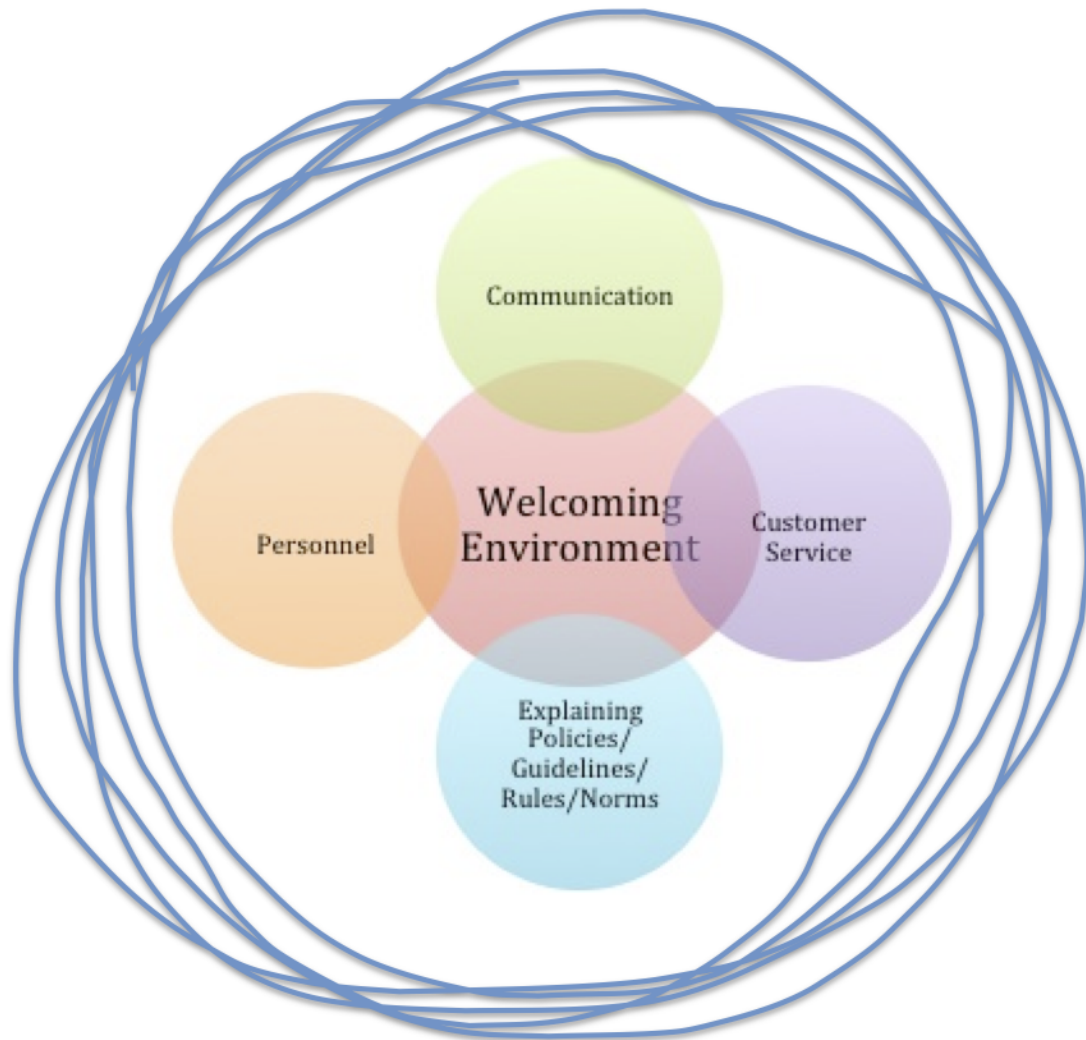 Communication
Welcoming
Environment
Personnel
Customer
Service
Explaining
Policies/
Guidelines/
Rules/Norms